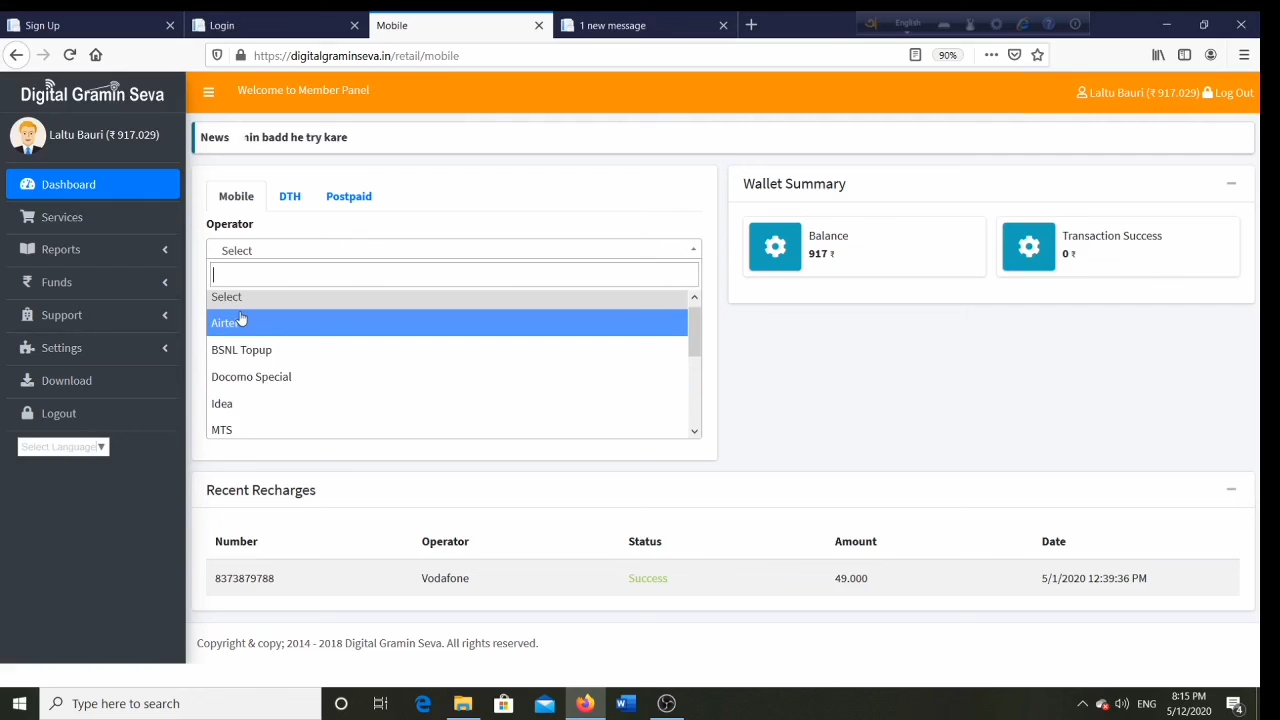 Sign Up
Login
Mobile
1 new message
English
https://digitalgraminseva.in/retail/mobile
90%
Digital Gramin Seva
Welcome to Member Panel
Laltu Bauri (₹ 917.029) Log Out
Laltu Bauri (₹ 917.029)
News
min badd he try kare
Dashboard
Services
Reports
Funds
Support
Settings
Download
Logout
Select Language ▼
Mobile
DTH
Postpaid
Operator
Select
Select
Airtel
BSNL Topup
Docomo Special
Idea
MTS
Wallet Summary
Balance
917 ₹
Transaction Success
0 ₹
Recent Recharges
Number Operator Status Amount Date
8373879788 Vodafone Success 49.000 5/1/2020 12:39:36 PM
Copyright & copy; 2014 - 2018 Digital Gramin Seva. All rights reserved.
Type here to search
ENG
8:15 PM
5/12/2020
4